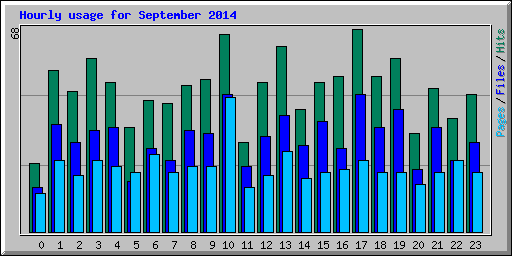 Hourly usage for September 2014
68
Pages / Files / Hits
0 1 2 3 4 5 6 7 8 9 10 11 12 13 14 15 16 17 18 19 20 21 22 23